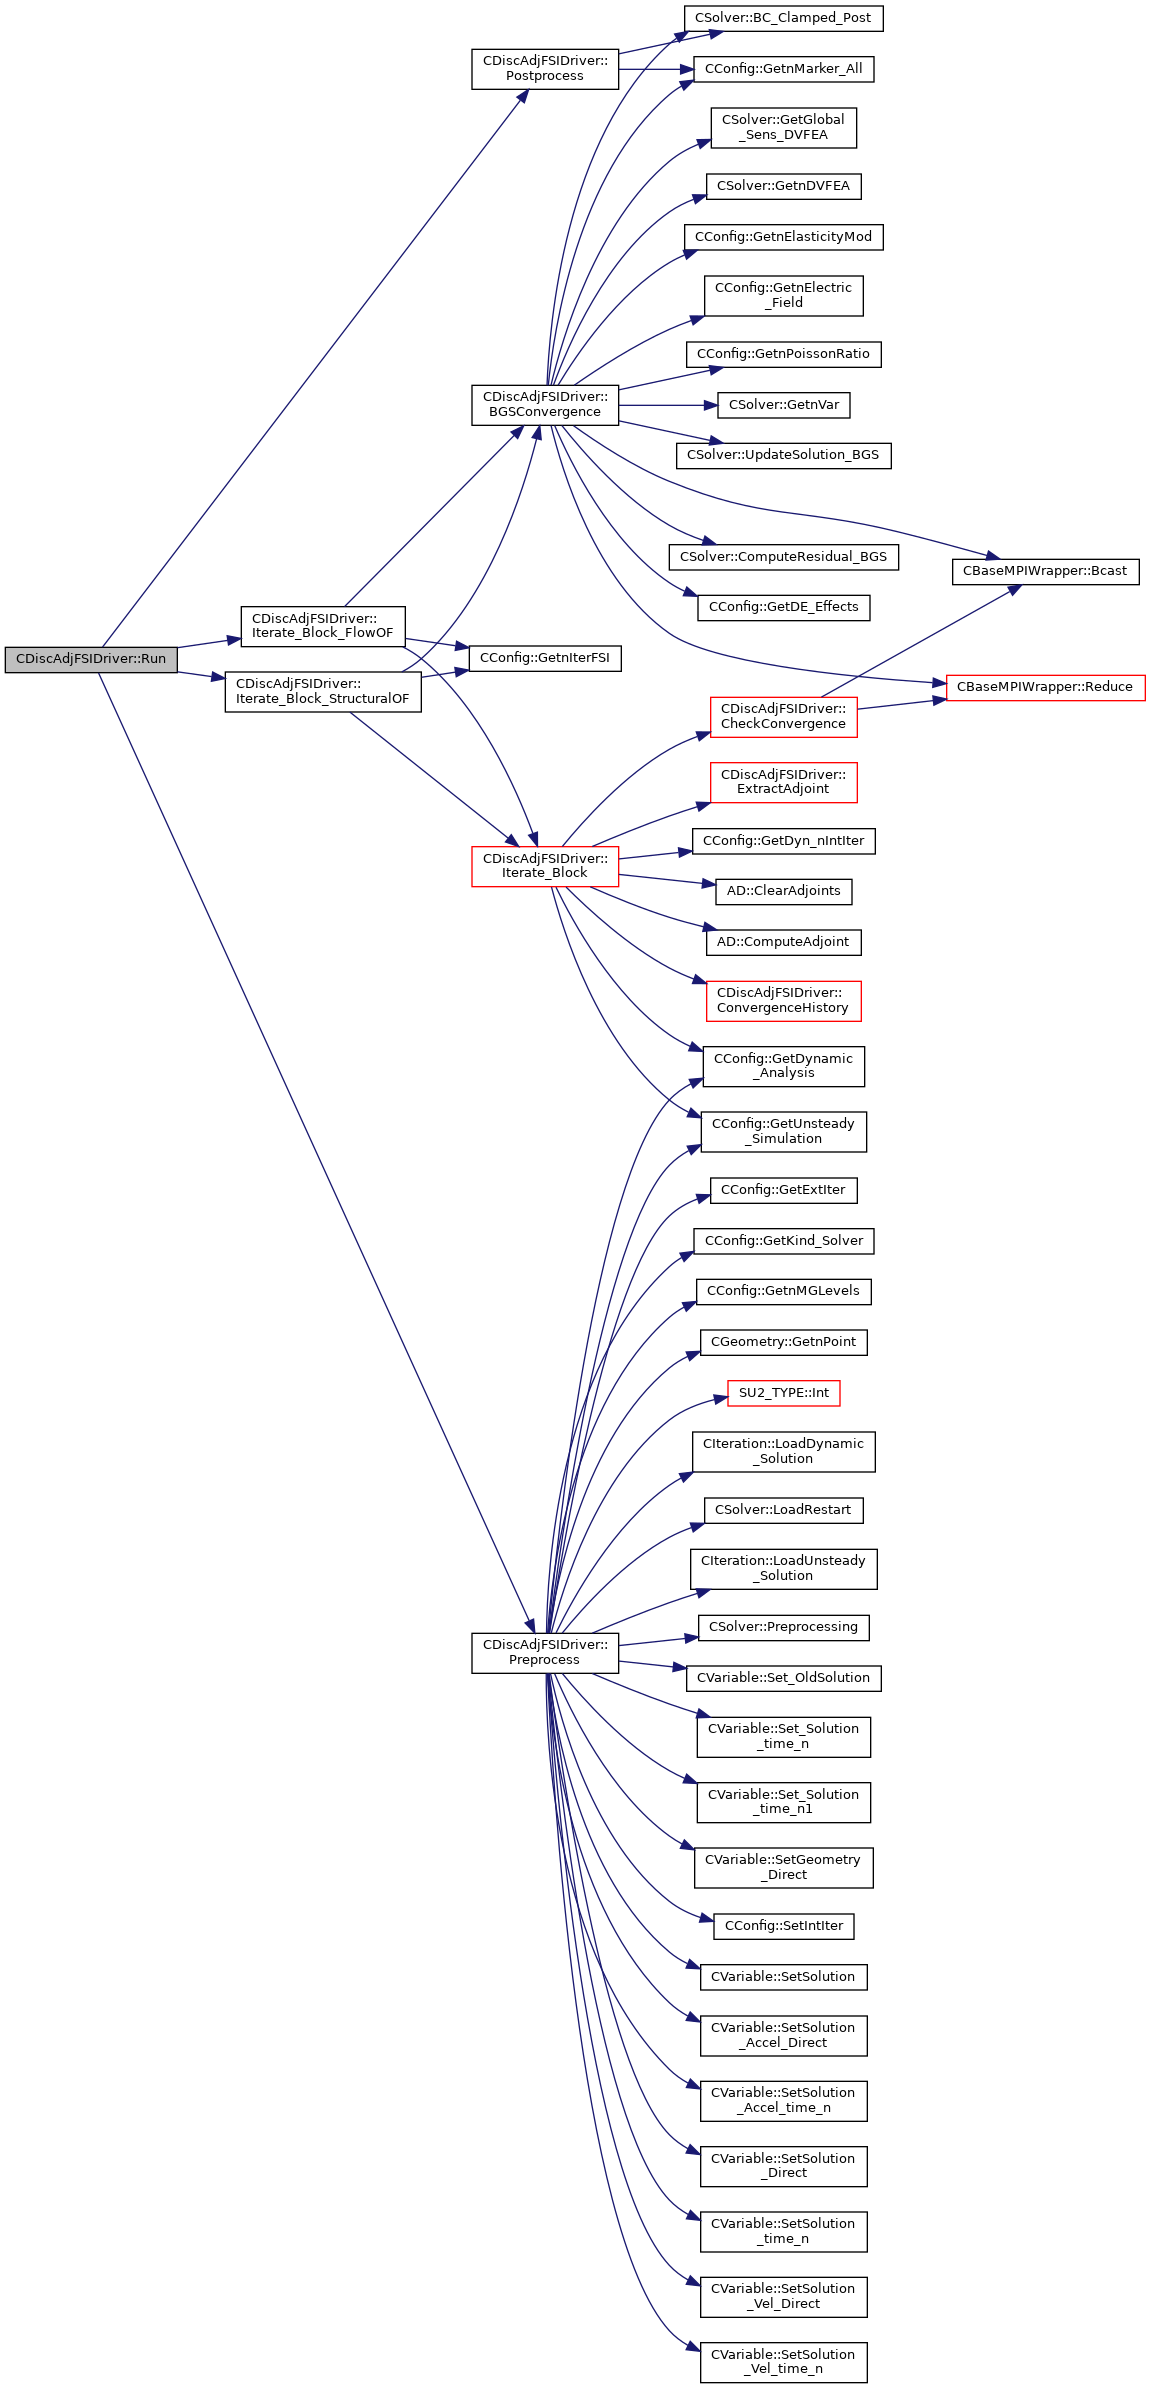 CDiscAdjFSIDriver::Run
CDiscAdjFSIDriver::
Postprocess
CDiscAdjFSIDriver::
BGSConvergence
CDiscAdjFSIDriver::
Iterate_Block_FlowOF
CDiscAdjFSIDriver::
Iterate_Block_StructuralOF
CConfig::GetnIterFSI
CDiscAdjFSIDriver::
Iterate_Block
CDiscAdjFSIDriver::
Preprocess
CSolver::BC_Clamped_Post
CConfig::GetnMarker_All
CSolver::GetGlobal
_Sens_DVFEA
CSolver::GetnDVFEA
CConfig::GetnElasticityMod
CConfig::GetnElectric
_Field
CConfig::GetnPoissonRatio
CSolver::GetnVar
CSolver::UpdateSolution_BGS
CSolver::ComputeResidual_BGS
CConfig::GetDE_Effects
CBaseMPIWrapper::Bcast
CBaseMPIWrapper::Reduce
CDiscAdjFSIDriver::
CheckConvergence
CDiscAdjFSIDriver::
ExtractAdjoint
CConfig::GetDyn_nIntIter
AD::ClearAdjoints
AD::ComputeAdjoint
CDiscAdjFSIDriver::
ConvergenceHistory
CConfig::GetDynamic
_Analysis
CConfig::GetUnsteady
_Simulation
CConfig::GetExtIter
CConfig::GetKind_Solver
CConfig::GetnMGLevels
CGeometry::GetnPoint
SU2_TYPE::Int
CIteration::LoadDynamic
_Solution
CSolver::LoadRestart
CIteration::LoadUnsteady
_Solution
CSolver::Preprocessing
CVariable::Set_OldSolution
CVariable::Set_Solution
_time_n
CVariable::Set_Solution
_time_n1
CVariable::SetGeometry
_Direct
CConfig::SetIntIter
CVariable::SetSolution
CVariable::SetSolution
_Accel_Direct
CVariable::SetSolution
_Accel_time_n
CVariable::SetSolution
_Direct
CVariable::SetSolution
_time_n
CVariable::SetSolution
_Vel_Direct
CVariable::SetSolution
_Vel_time_n